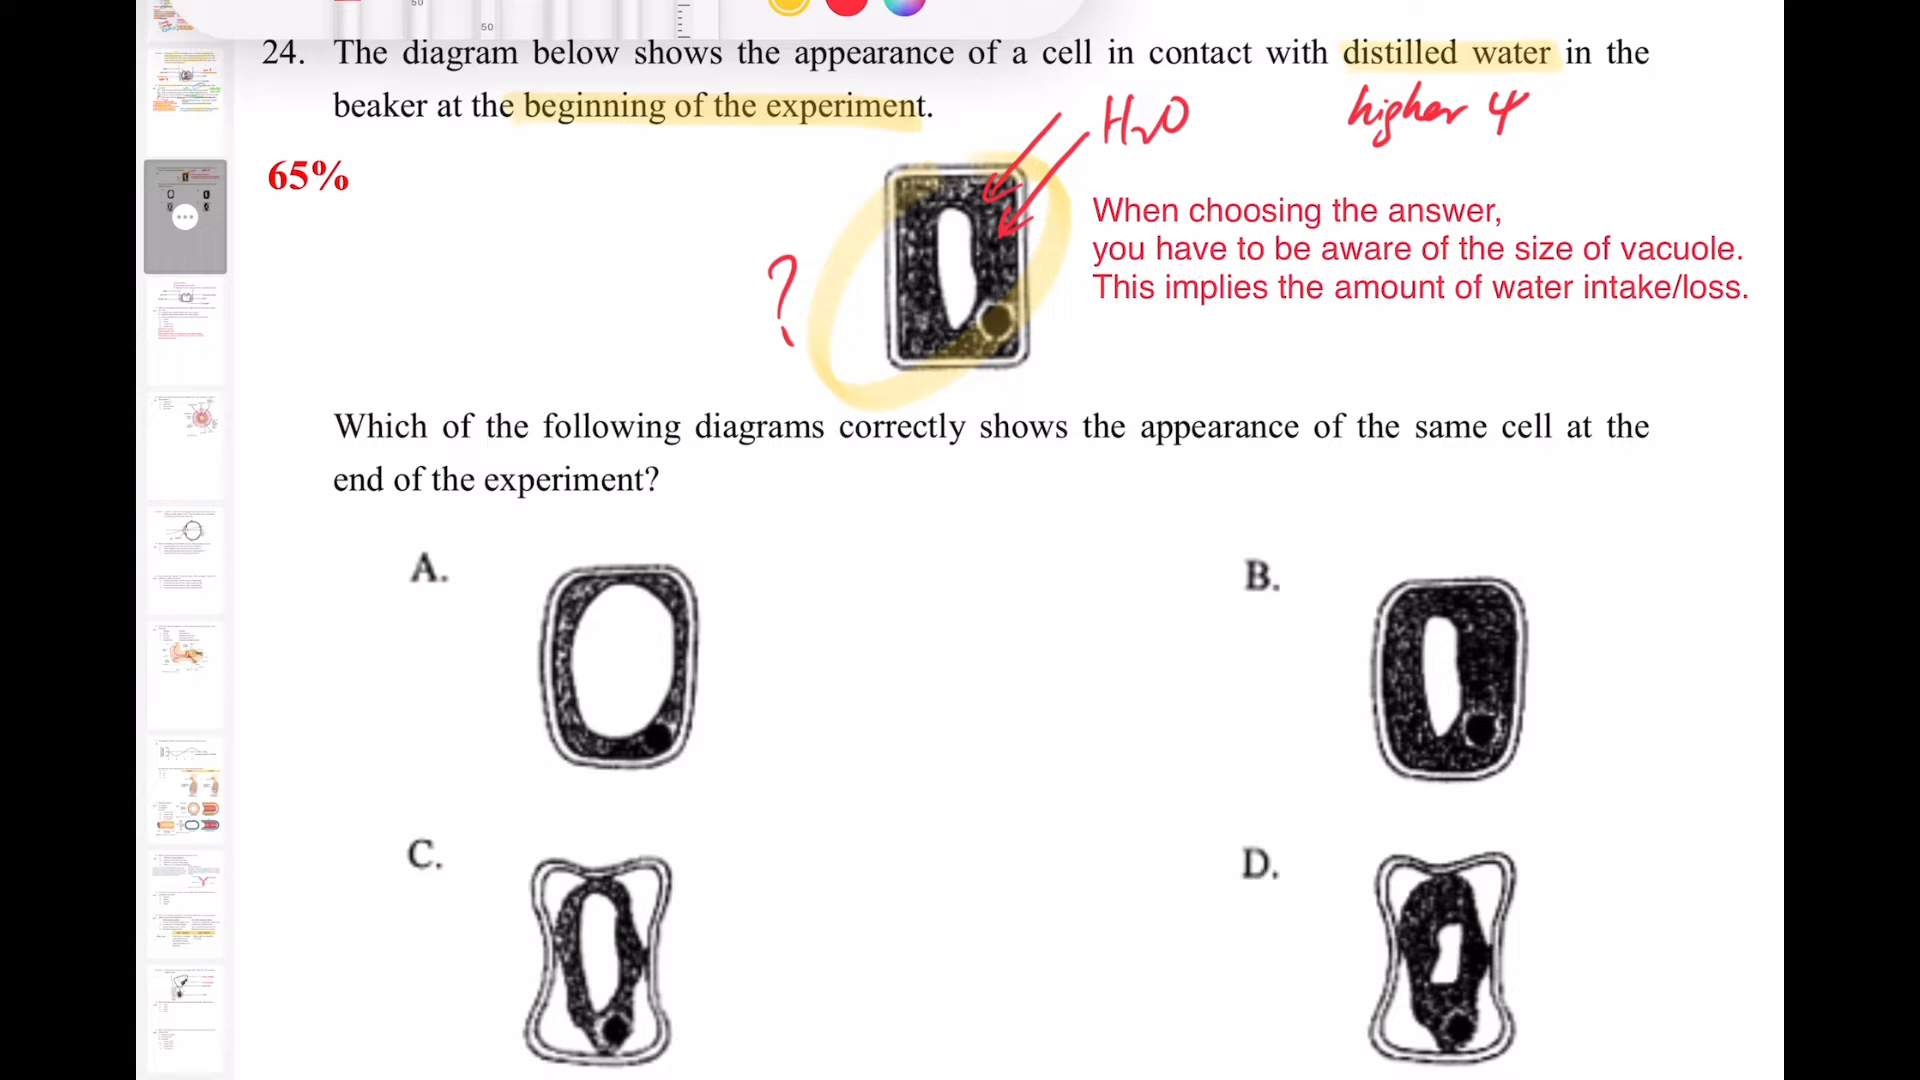 50
50
24. The diagram below shows the appearance of a cell in contact with distilled water in the
beaker at the beginning of the experiment.
H2O
higher Ψ
65%
When choosing the answer,
you have to be aware of the size of vacuole.
This implies the amount of water intake/loss.
?
Which of the following diagrams correctly shows the appearance of the same cell at the
end of the experiment?
A.
B.
C.
D.